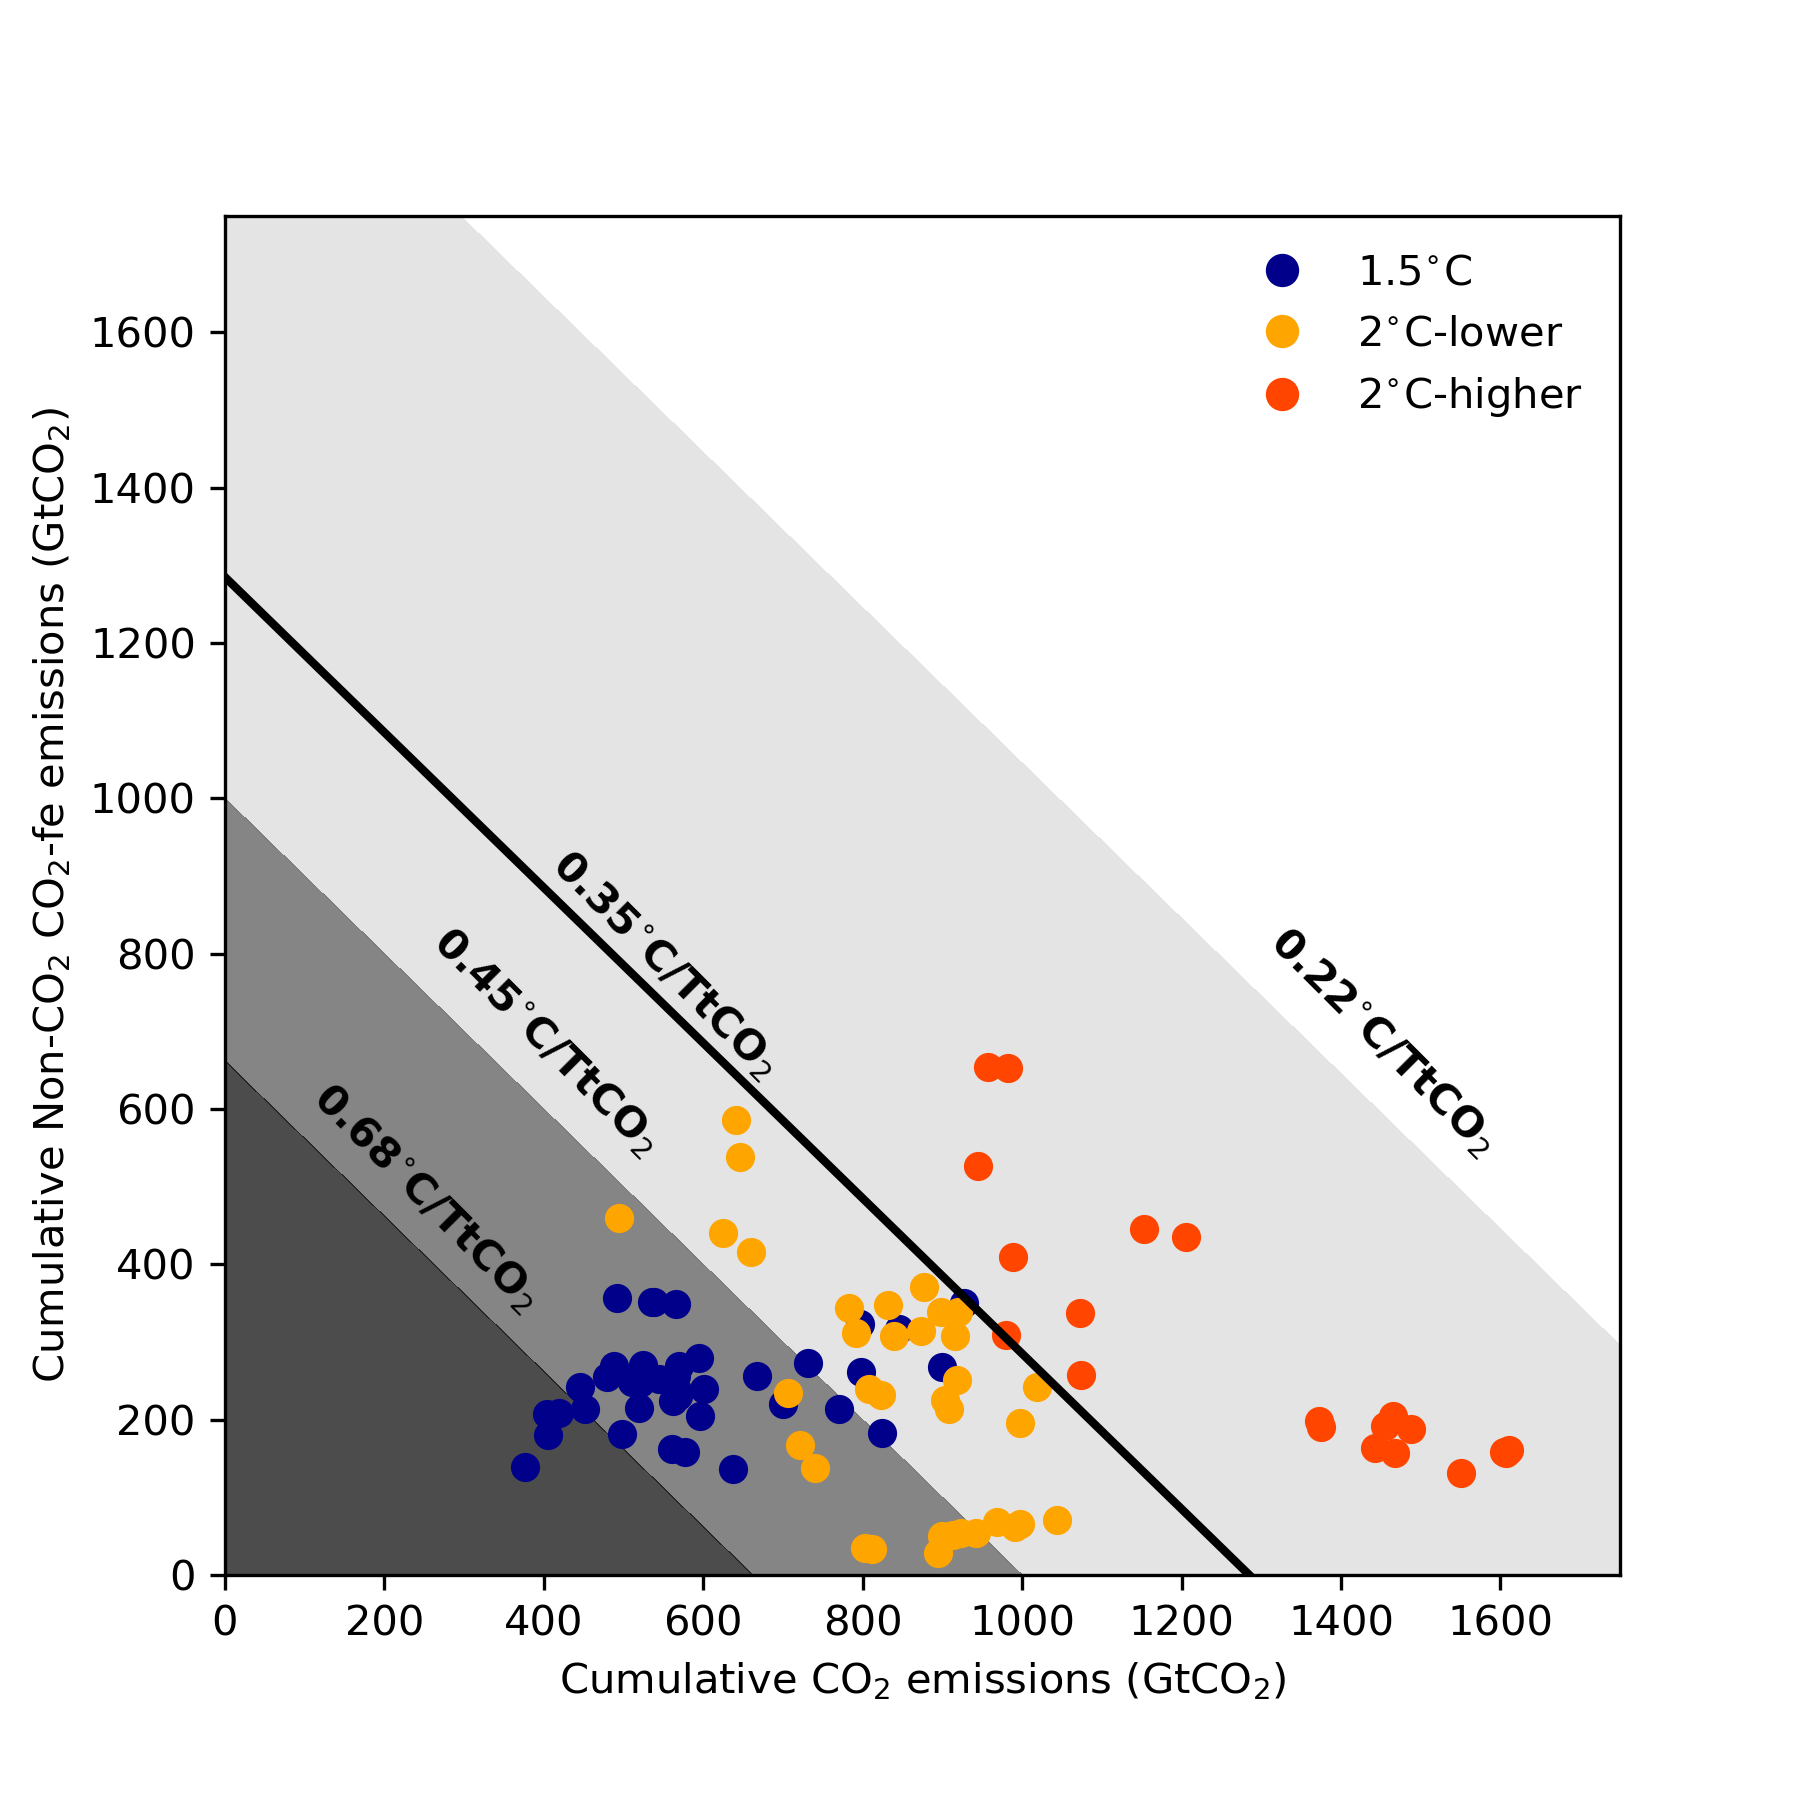 1.5°C
2°C-lower
2°C-higher
1600
1400
1200
1000
800
600
400
200
0
Cumulative Non-CO₂ CO₂-fe emissions (GtCO₂)
0.35°C/TtCO₂
0.45°C/TtCO₂
0.22°C/TtCO₂
0.68°C/TtCO₂
0 200 400 600 800 1000 1200 1400 1600
Cumulative CO₂ emissions (GtCO₂)